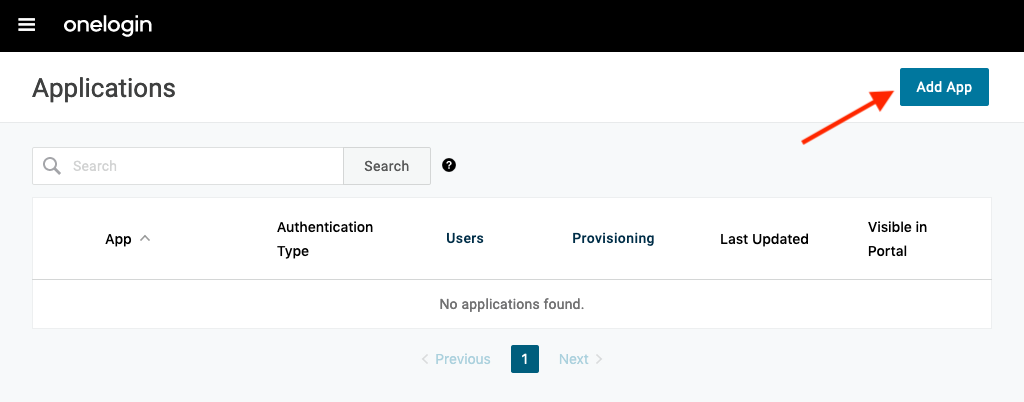 onelogin
Applications
Add App
Search
Search
?
App
Authentication
Type
Users
Provisioning
Last Updated
Visible in
Portal
No applications found.
Previous
1
Next